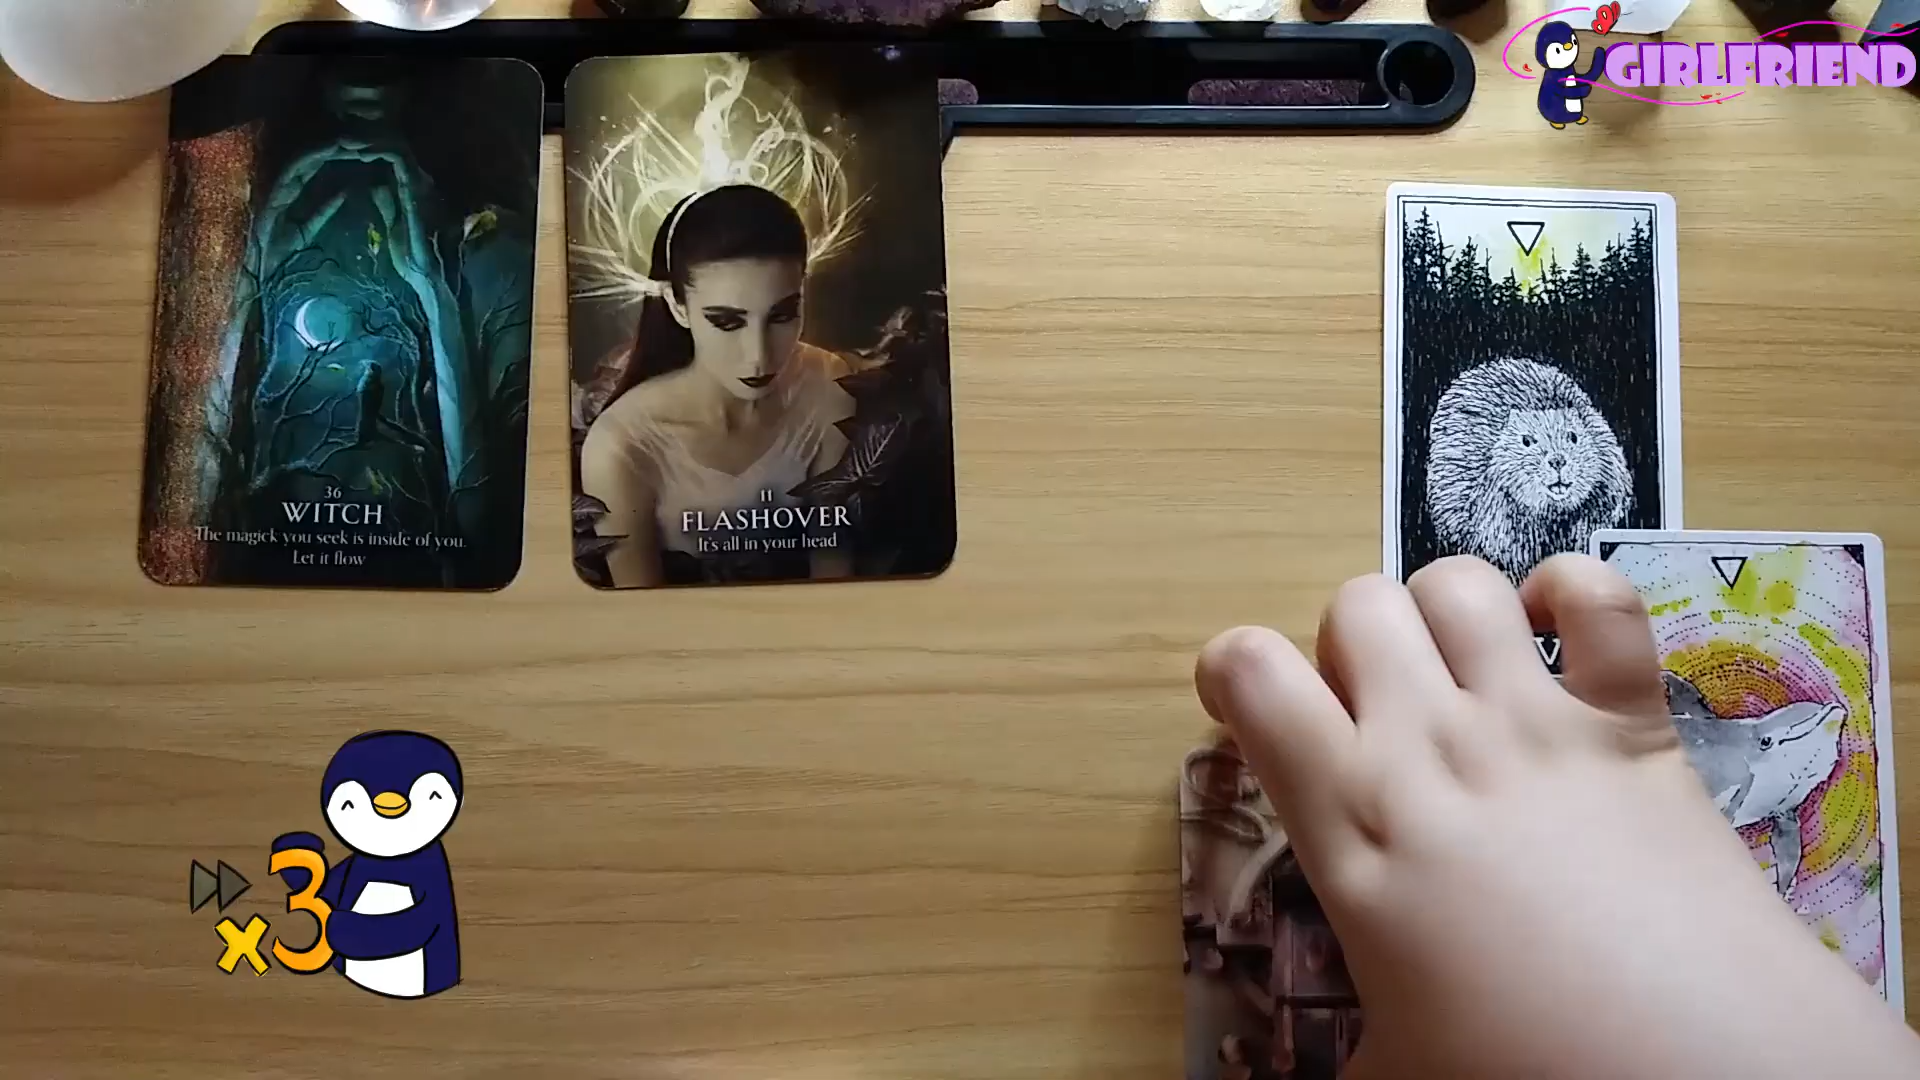 GIRLFRIEND
36
WITCH
The magick you seek is inside of you.
Let it flow
11
FLASHOVER
It's all in your head
x3